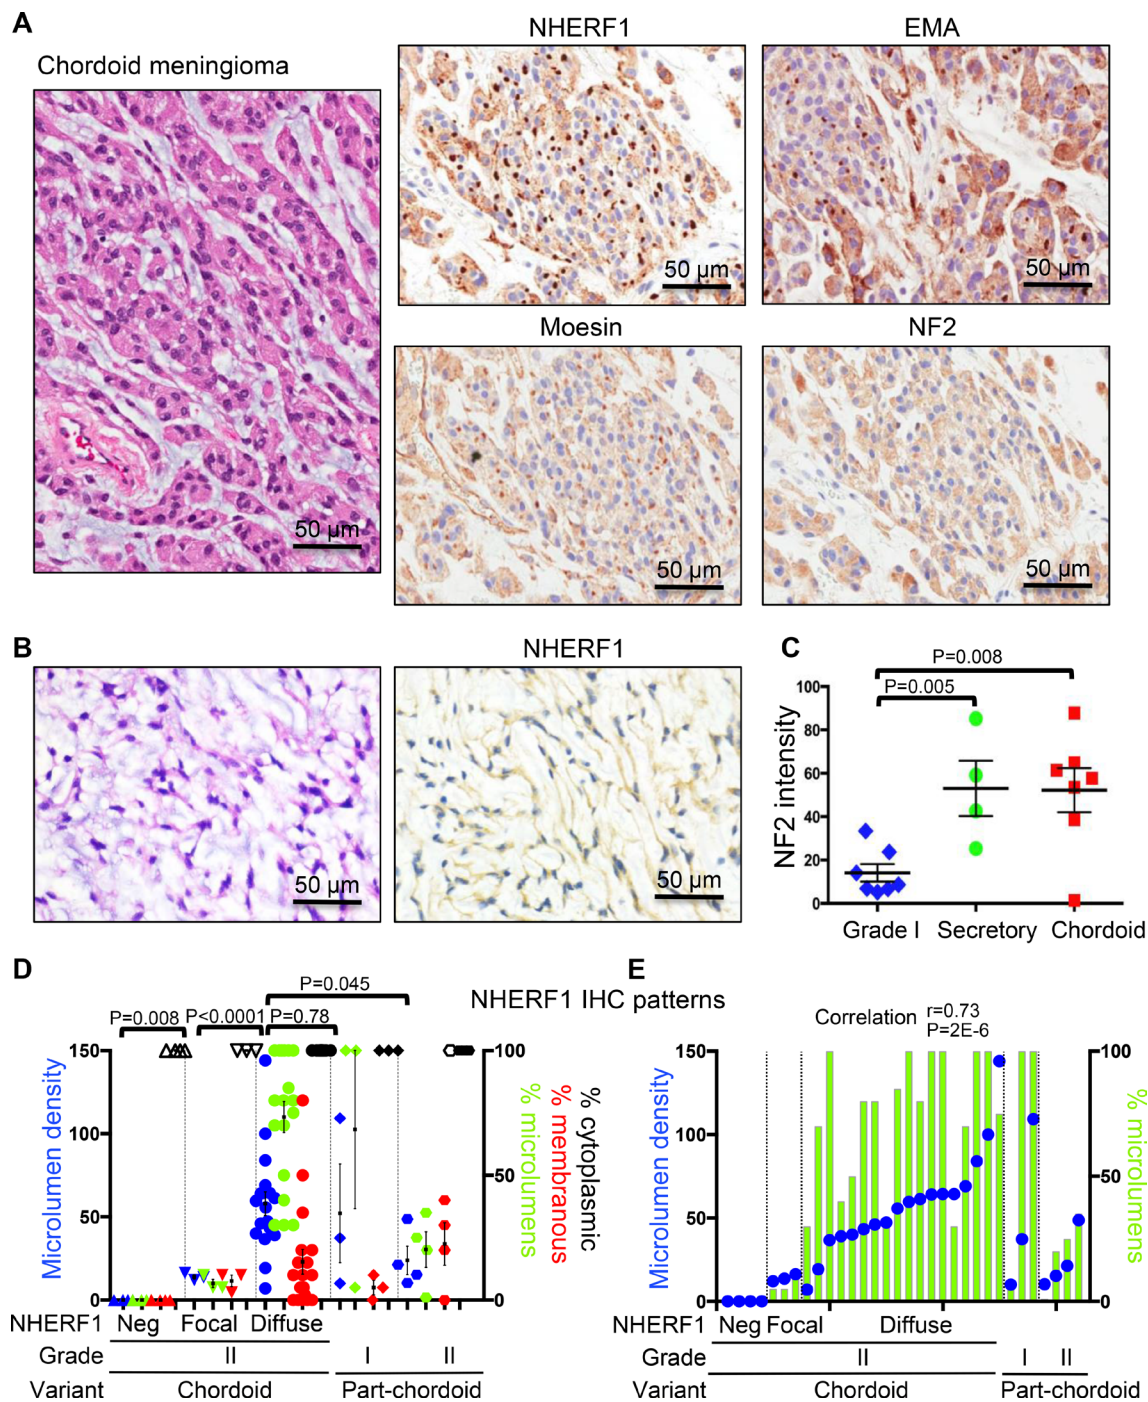 A
Chordoid meningioma
50 µm
NHERF1
50 µm
EMA
50 µm
Moesin
50 µm
NF2
50 µm
B
50 µm
NHERF1
50 µm
C
P=0.008
P=0.005
NF2 intensity
100
80
60
40
20
0
Grade I Secretory Chordoid
D
P=0.045
NHERF1 IHC patterns
P=0.008 P<0.0001 P=0.78
Microlumen density
150
100
50
0
100
50
0
% microlumens
% membranous
% cytoplasmic
NHERF1 Neg Focal Diffuse
Grade II I II
Variant Chordoid Part-chordoid
E
Correlation r=0.73
P=2E-6
Microlumen density
150
100
50
0
100
50
0
% microlumens
NHERF1 Neg Focal Diffuse
Grade II I II
Variant Chordoid Part-chordoid